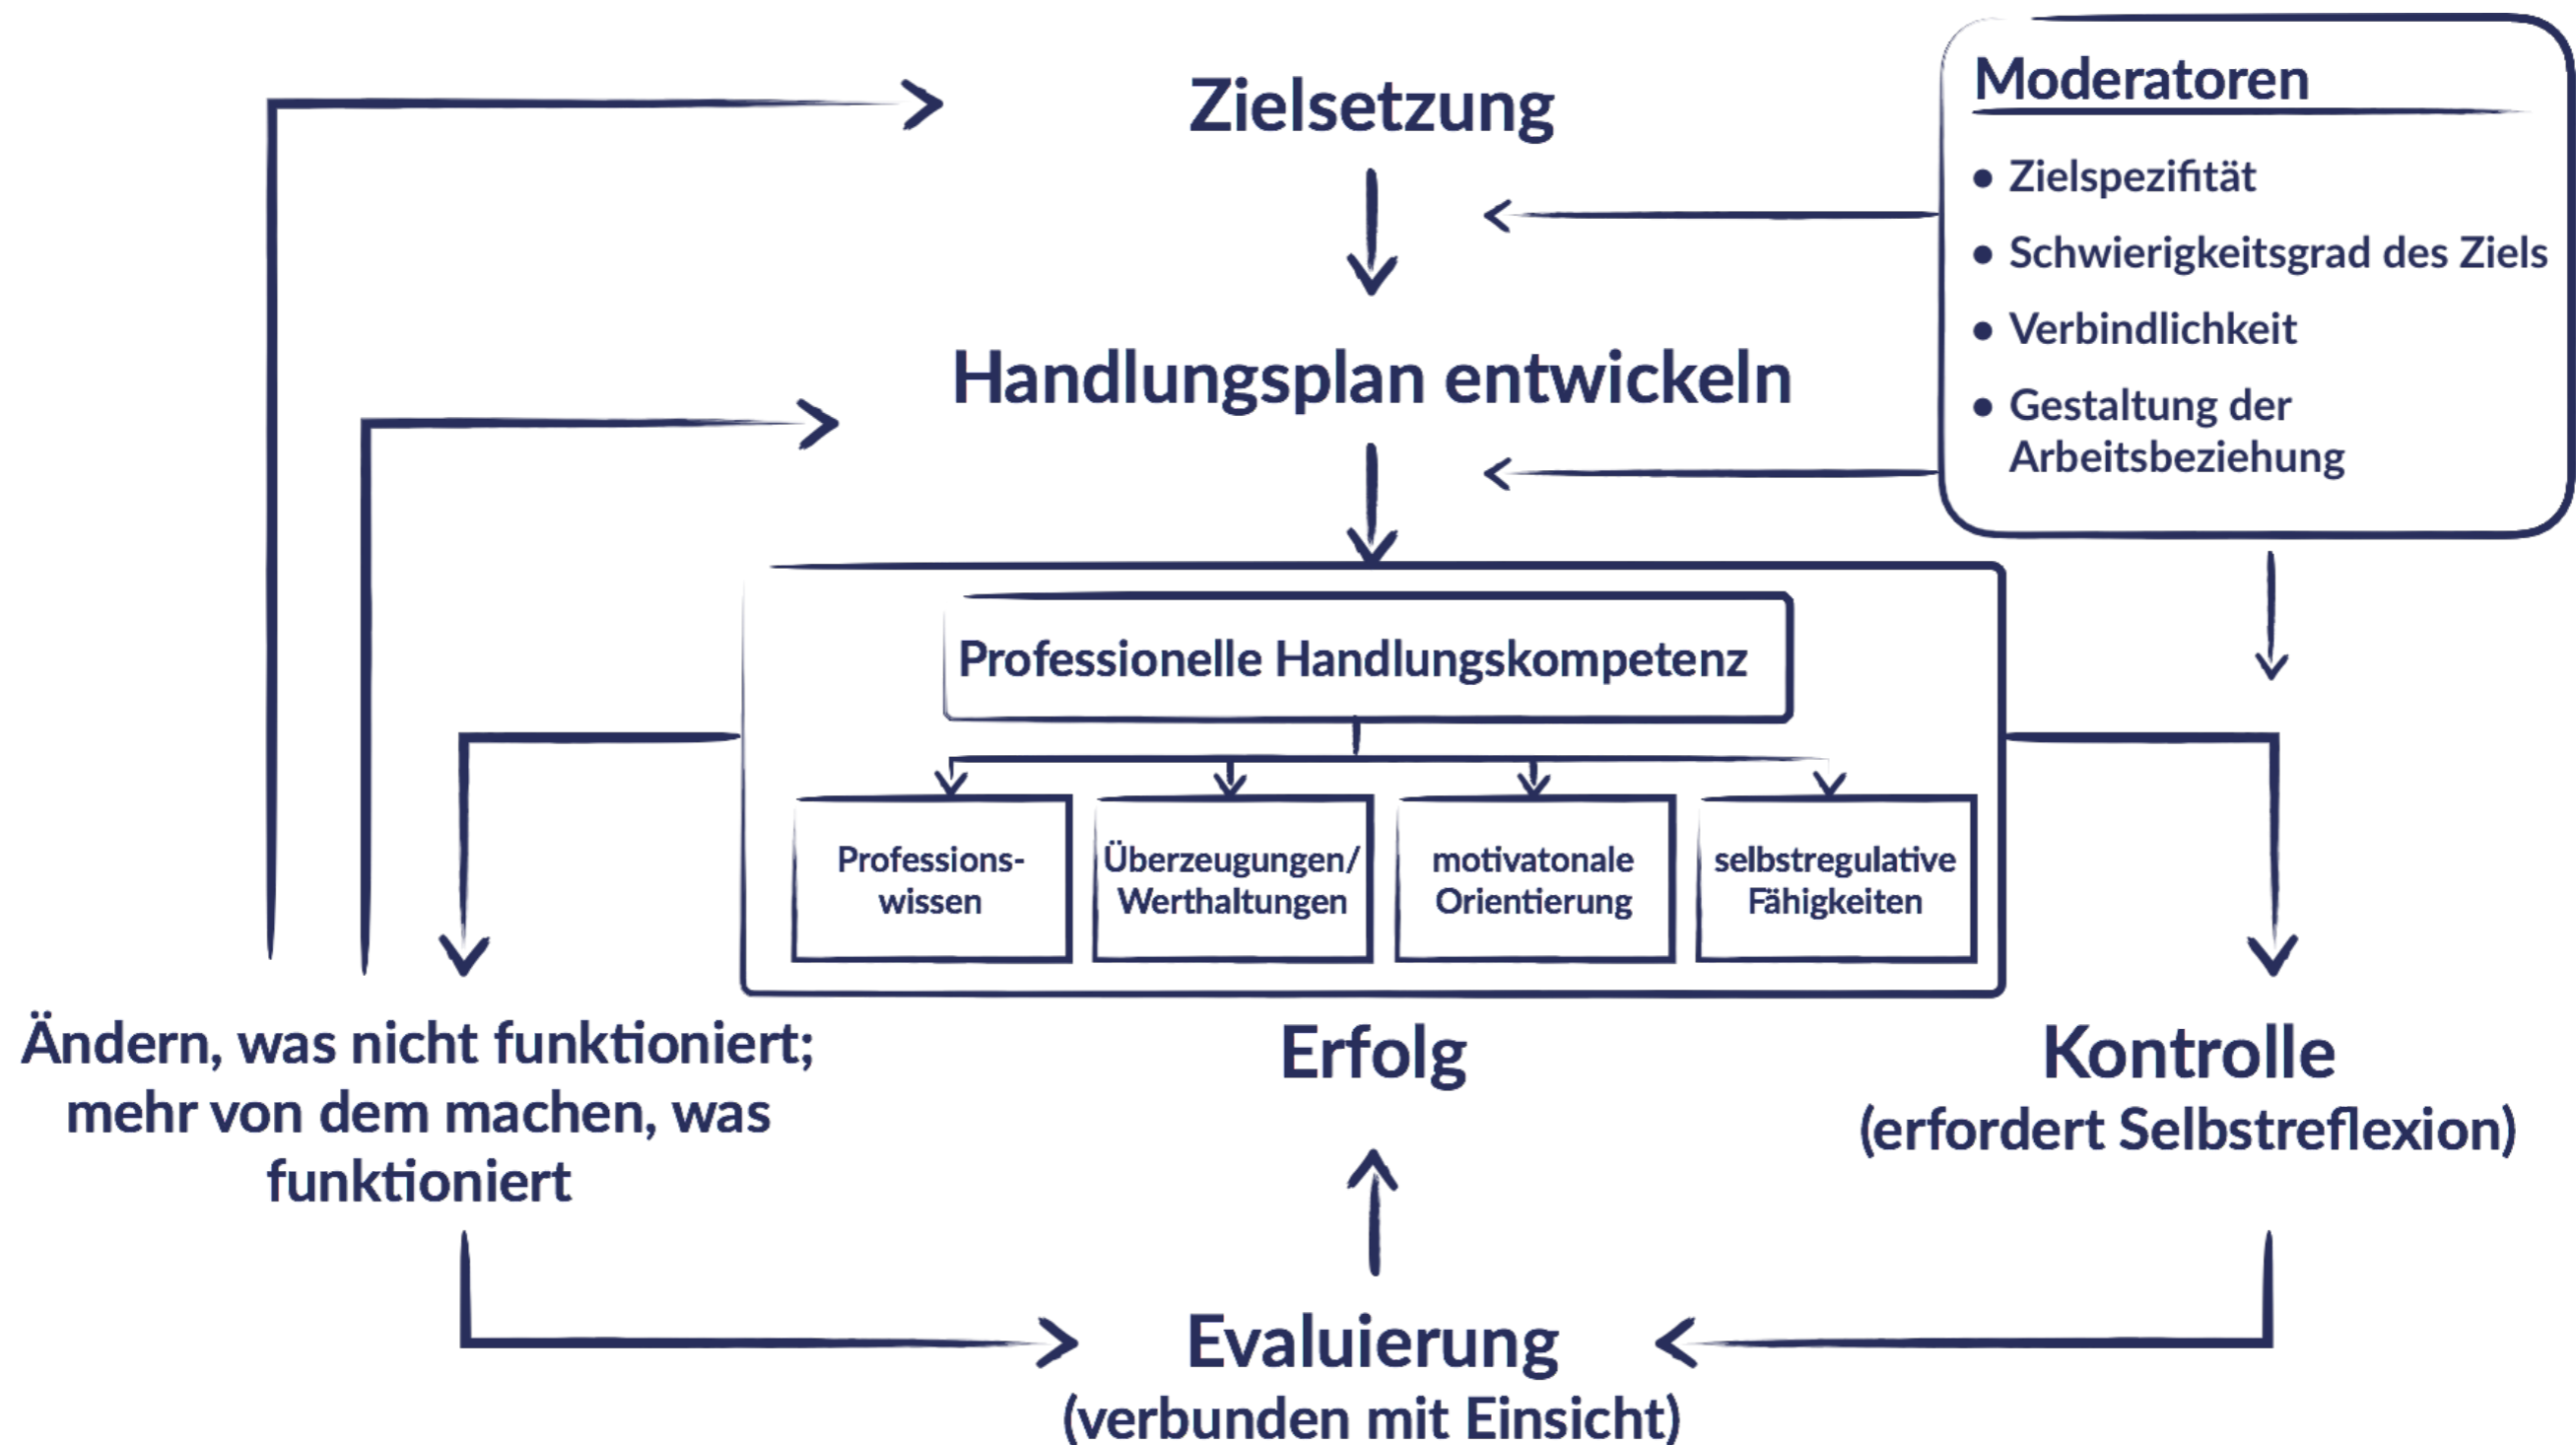 Zielsetzung
Moderatoren
• Zielspezifität
• Schwierigkeitsgrad des Ziels
• Verbindlichkeit
• Gestaltung der
Arbeitsbeziehung
Handlungsplan entwickeln
Professionelle Handlungskompetenz
Professions-
wissen
Überzeugungen/
Werthaltungen
motivatonale
Orientierung
selbstregulative
Fähigkeiten
Ändern, was nicht funktioniert;
mehr von dem machen, was
funktioniert
Erfolg
Kontrolle
(erfordert Selbstreflexion)
Evaluierung
(verbunden mit Einsicht)